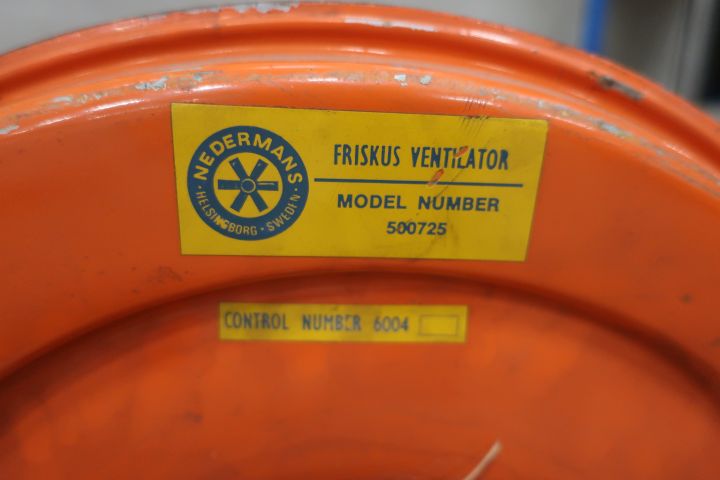 NEDERMANS
· HELSINGBORG · SWEDEN ·
FRISKUS VENTILATOR
MODEL NUMBER
500725
CONTROL NUMBER 6004